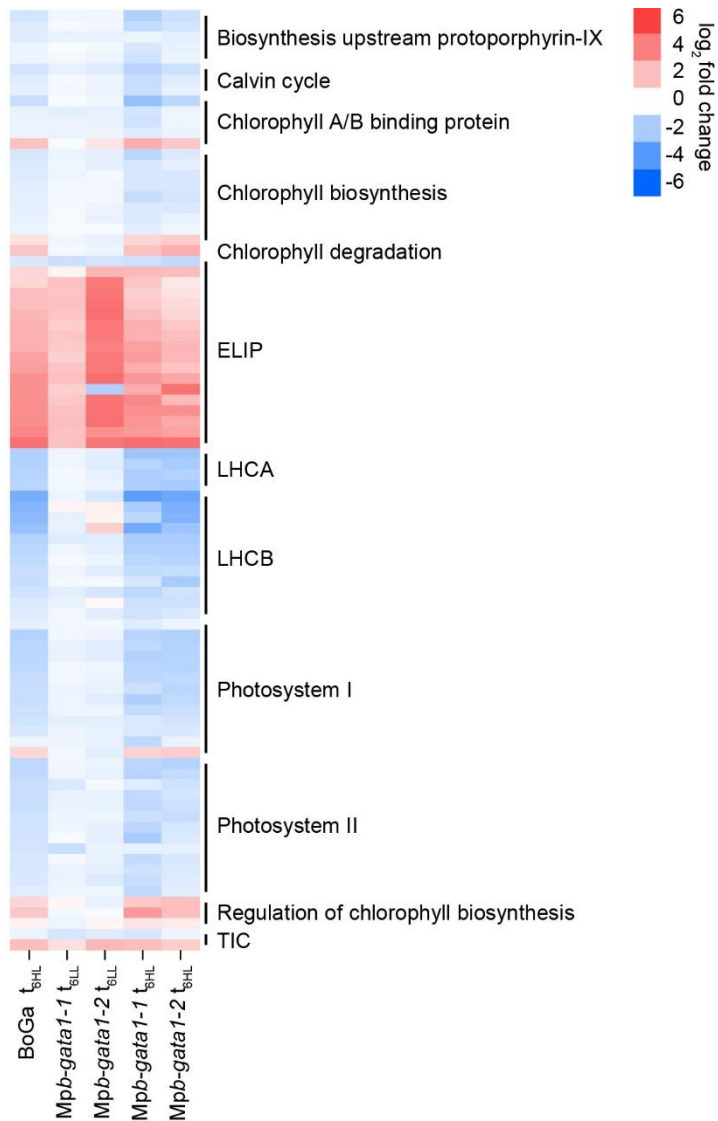 Biosynthesis upstream protoporphyrin-IX
Calvin cycle
Chlorophyll A/B binding protein
Chlorophyll biosynthesis
Chlorophyll degradation
ELIP
LHCA
LHCB
Photosystem I
Photosystem II
Regulation of chlorophyll biosynthesis
TIC
6
4
2
0
-2
-4
-6
log2 fold change
BoGa t6HL
Mpb-gata1-1 t6LL
Mpb-gata1-2 t6LL
Mpb-gata1-1 t6HL
Mpb-gata1-2 t6HL